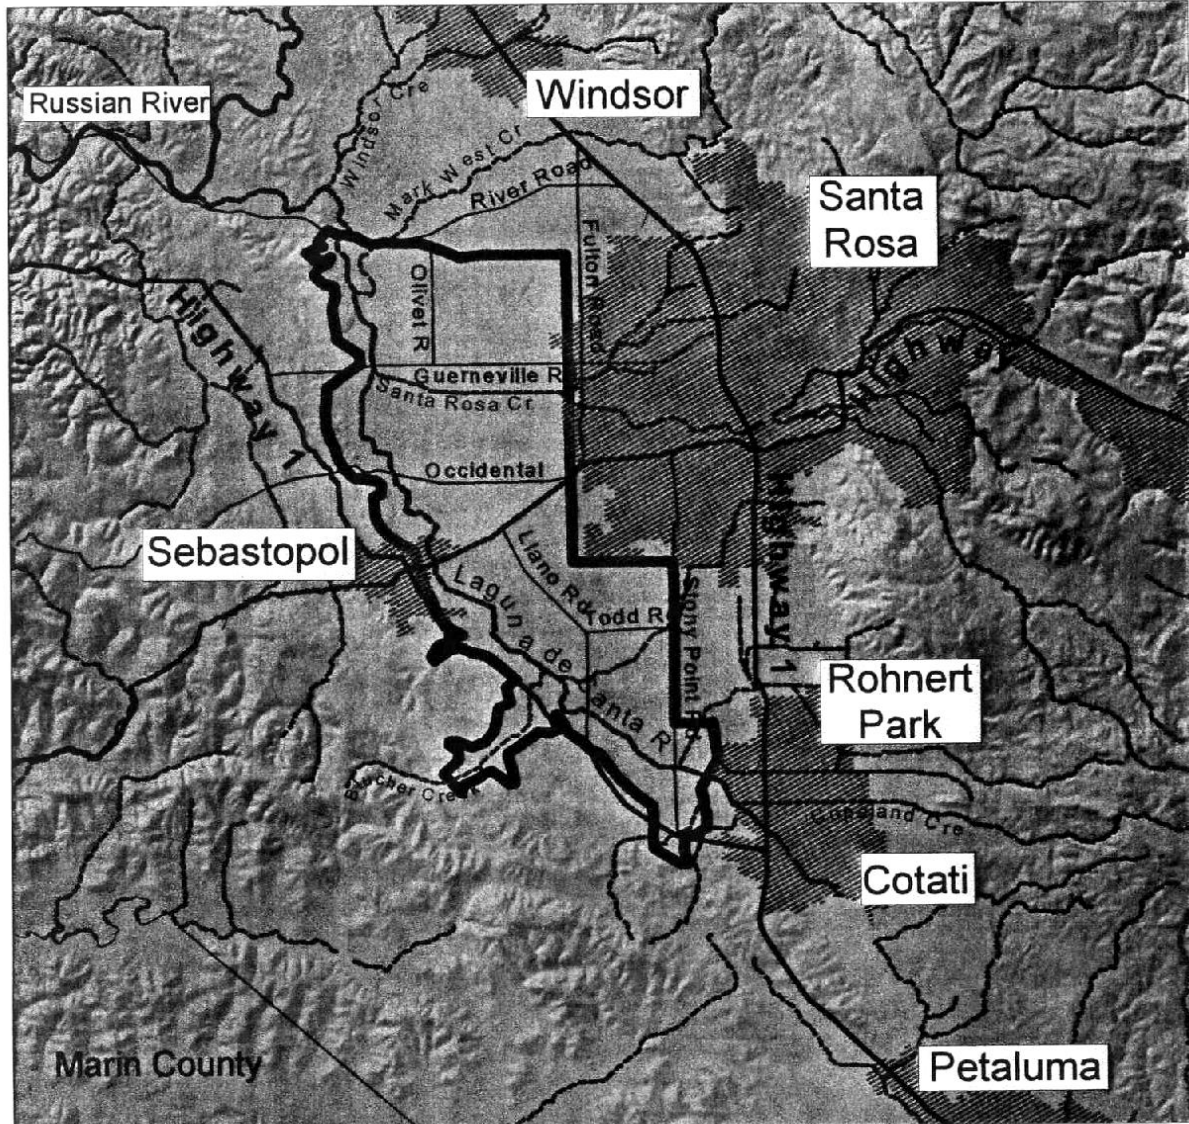 Windsor
Russian River
Windsor Cre
Mark West Cr
River Road
Santa
Rosa
Fulton Road
Olivet R
Highway 1
Highway
Guerneville R
Santa Rosa Cr.
Occidental
Highway 1
Sebastopol
Llano Rd
Todd R
Stony Point Rd
Laguna de Santa R
Rohnert
Park
Blucher Creek
Copeland Cre
Cotati
Marin County
Petaluma